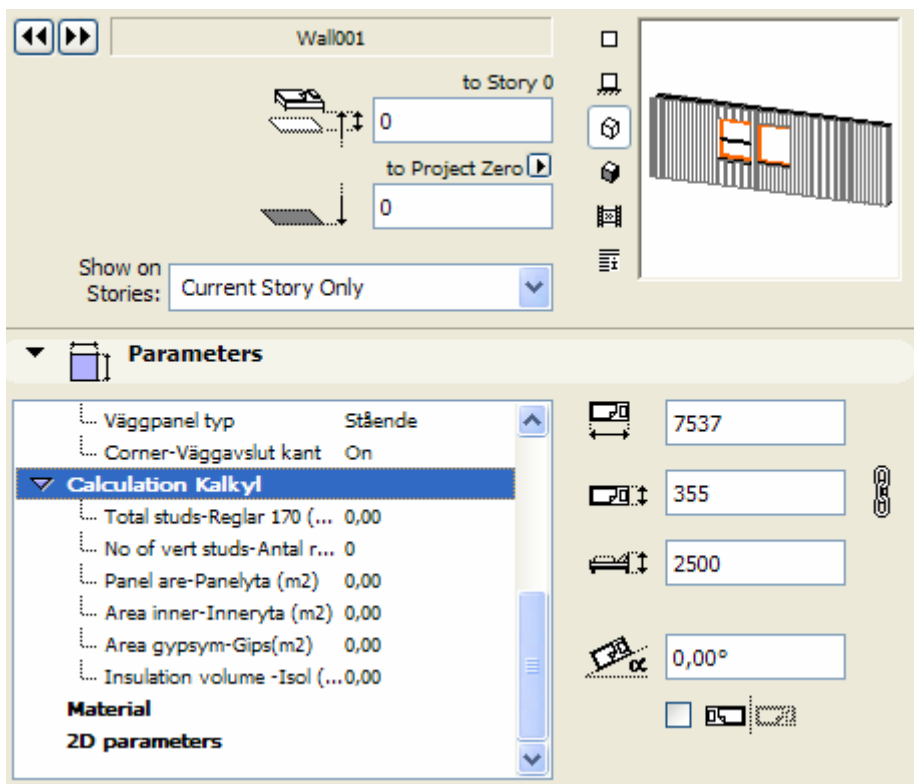 Wall001
to Story 0
0
to Project Zero
0
Show on
Stories:
Current Story Only
Parameters
Väggpanel typ Stående
Corner-Väggavslut kant On
Calculation Kalkyl
Total studs-Reglar 170 (... 0,00
No of vert studs-Antal r... 0
Panel are-Panelyta (m2) 0,00
Area inner-Inneryta (m2) 0,00
Area gypsym-Gips(m2) 0,00
Insulation volume -Isol (... 0,00
Material
2D parameters
7537
355
2500
α
0,00°